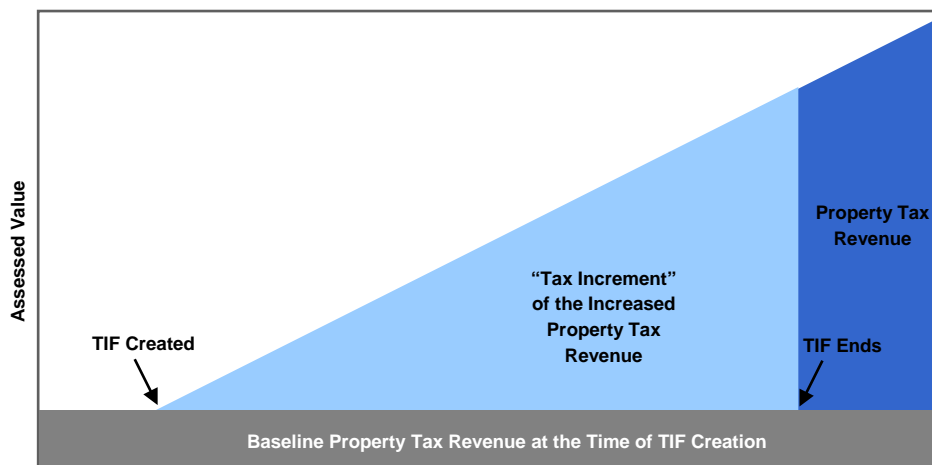 Assessed Value
TIF Created
“Tax Increment”
of the Increased
Property Tax
Revenue
Property Tax
Revenue
TIF Ends
Baseline Property Tax Revenue at the Time of TIF Creation